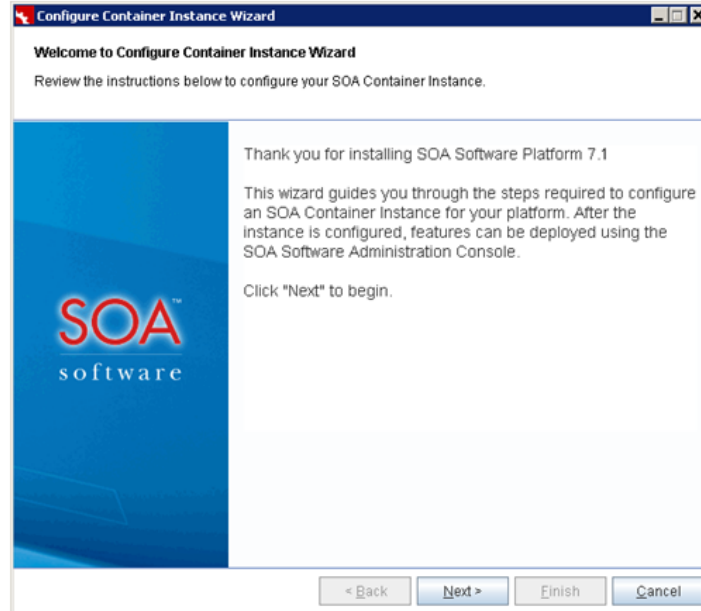 Configure Container Instance Wizard
Welcome to Configure Container Instance Wizard
Review the instructions below to configure your SOA Container Instance.
Thank you for installing SOA Software Platform 7.1
This wizard guides you through the steps required to configure
an SOA Container Instance for your platform. After the
instance is configured, features can be deployed using the
SOA Software Administration Console.
Click "Next" to begin.
SOA™
software
< Back
Next >
Finish
Cancel